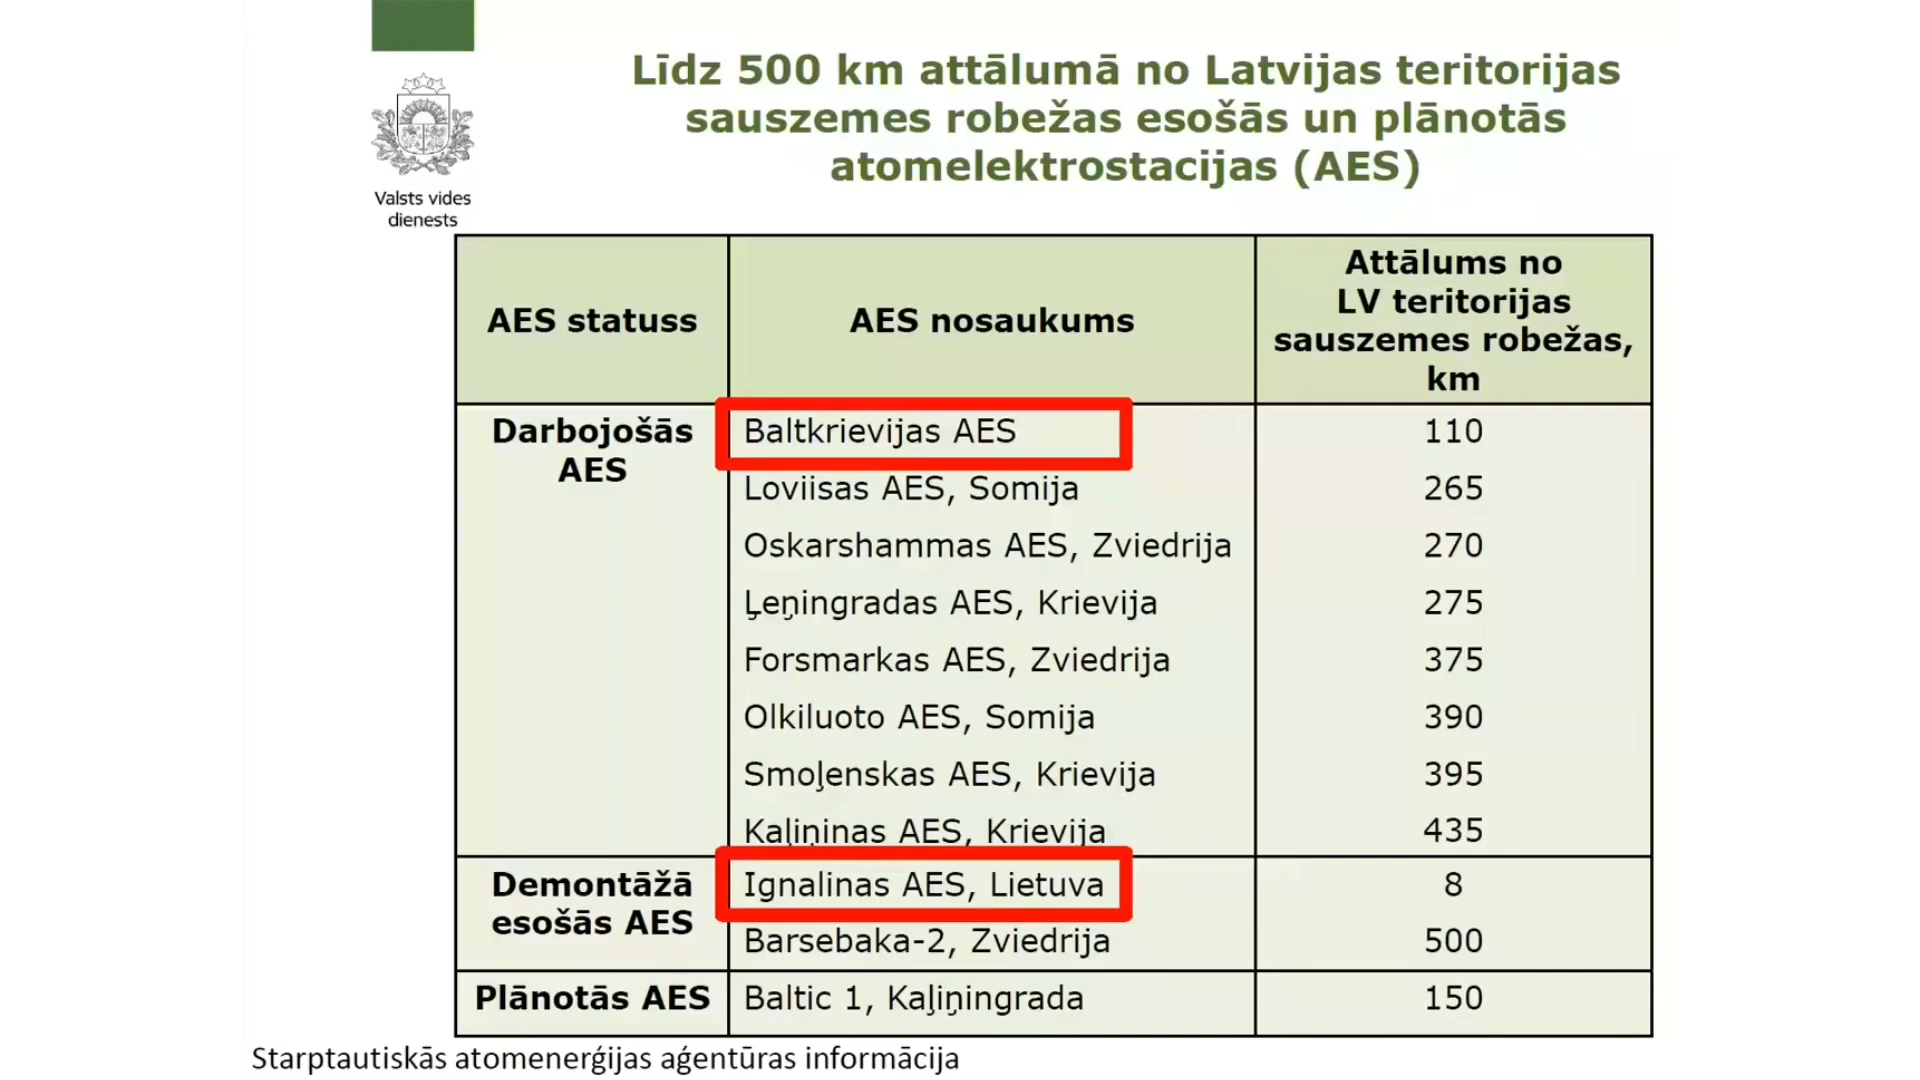 Līdz 500 km attālumā no Latvijas teritorijas
sauszemes robežas esošās un plānotās
atomelektrostacijas (AES)
Valsts vides
dienests
AES statuss
AES nosaukums
Attālums no
LV teritorijas
sauszemes robežas,
km
Darbojošās
AES
Baltkrievijas AES 110
Loviisas AES, Somija 265
Oskarshammas AES, Zviedrija 270
Ļeņingradas AES, Krievija 275
Forsmarkas AES, Zviedrija 375
Olkiluoto AES, Somija 390
Smoļenskas AES, Krievija 395
Kaļiņinas AES, Krievija 435
Demontāžā
esošās AES
Ignalinas AES, Lietuva 8
Barsebaka-2, Zviedrija 500
Plānotās AES Baltic 1, Kaļiņingrada 150
Starptautiskās atomenerģijas aģentūras informācija